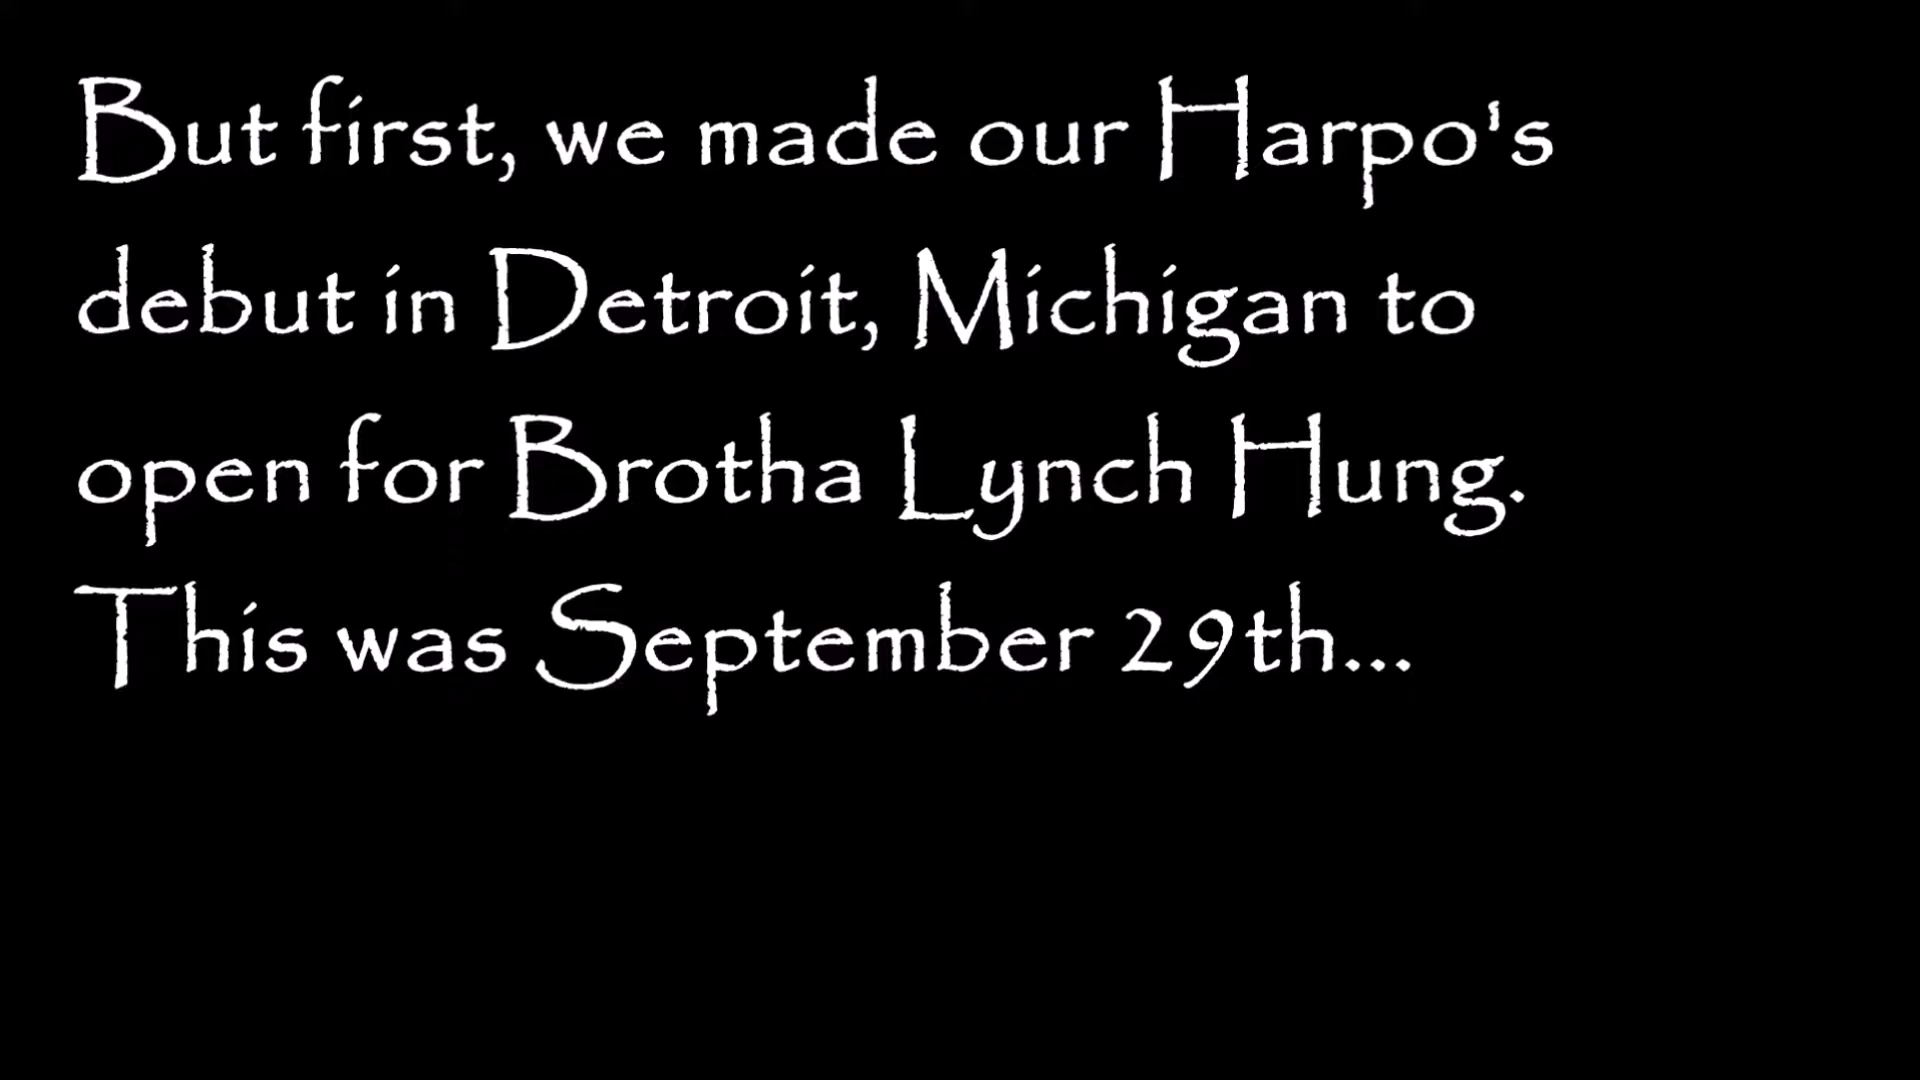 But first, we made our Harpo's
debut in Detroit, Michigan to
open for Brotha Lynch Hung.
This was September 29th...